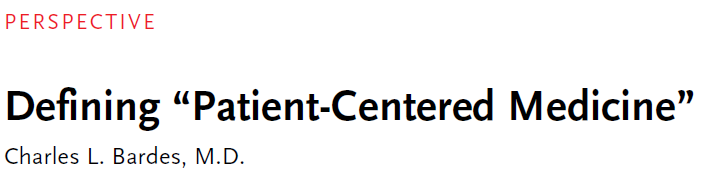 PERSPECTIVE
Defining “Patient-Centered Medicine”
Charles L. Bardes, M.D.